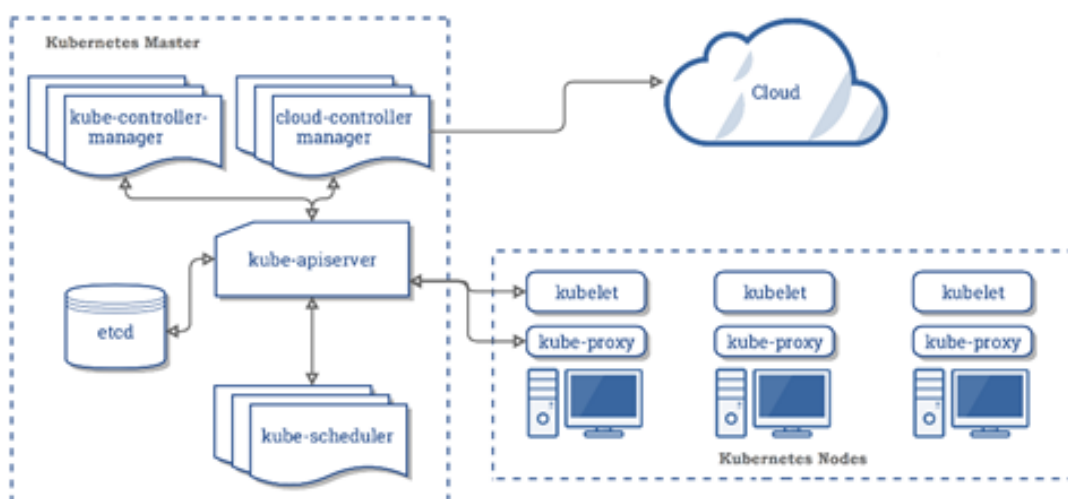 Kubernetes Master
kube-controller-
manager
cloud-controller
manager
Cloud
kube-apiserver
etcd
kube-scheduler
kubelet
kubelet
kubelet
kube-proxy
kube-proxy
kube-proxy
Kubernetes Nodes